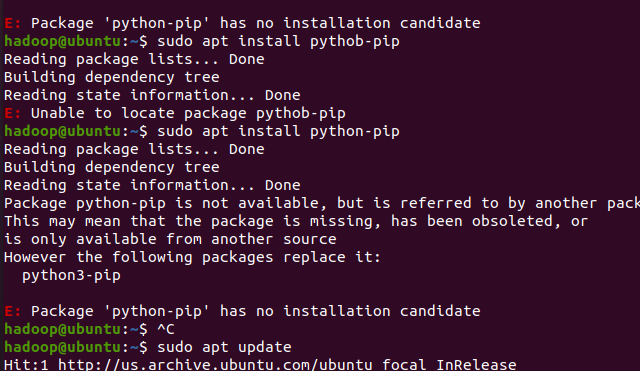 E: Package 'python-pip' has no installation candidate
hadoop@ubuntu:~$ sudo apt install pythob-pip
Reading package lists... Done
Building dependency tree
Reading state information... Done
E: Unable to locate package pythob-pip
hadoop@ubuntu:~$ sudo apt install python-pip
Reading package lists... Done
Building dependency tree
Reading state information... Done
Package python-pip is not available, but is referred to by another pack
This may mean that the package is missing, has been obsoleted, or
is only available from another source
However the following packages replace it:
  python3-pip
E: Package 'python-pip' has no installation candidate
hadoop@ubuntu:~$ ^C
hadoop@ubuntu:~$ sudo apt update
Hit:1 http://us.archive.ubuntu.com/ubuntu focal InRelease